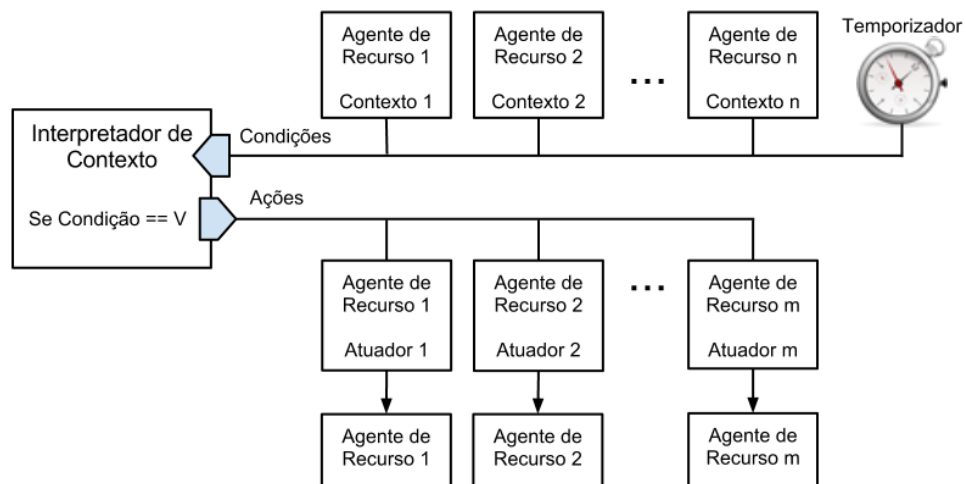 Temporizador
Agente de
Recurso 1
Contexto 1
Agente de
Recurso 2
Contexto 2
...
Agente de
Recurso n
Contexto n
Interpretador de
Contexto
Se Condição == V
Condições
Ações
Agente de
Recurso 1
Atuador 1
Agente de
Recurso 2
Atuador 2
...
Agente de
Recurso m
Atuador m
Agente de
Recurso 1
Agente de
Recurso 2
Agente de
Recurso m